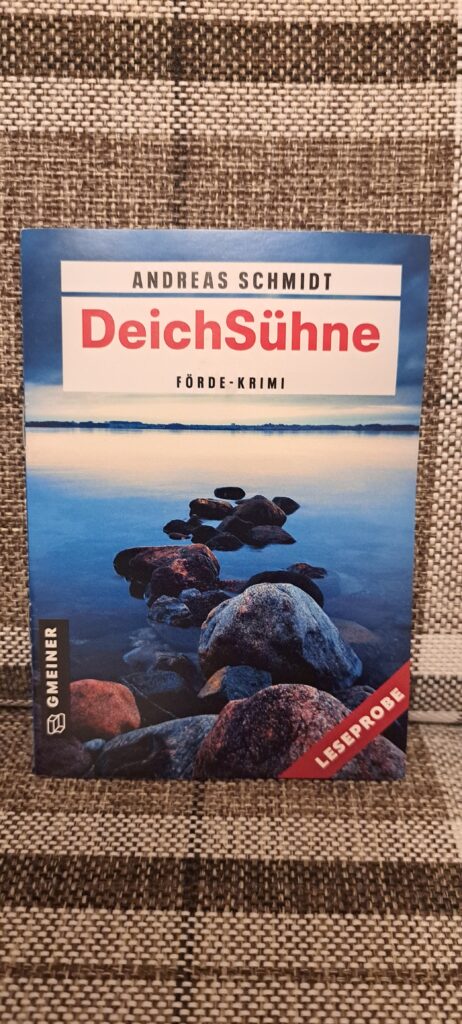 ANDREAS SCHMIDT
DeichSühne
FÖRDE-KRIMI
GMEINER
LESEPROBE